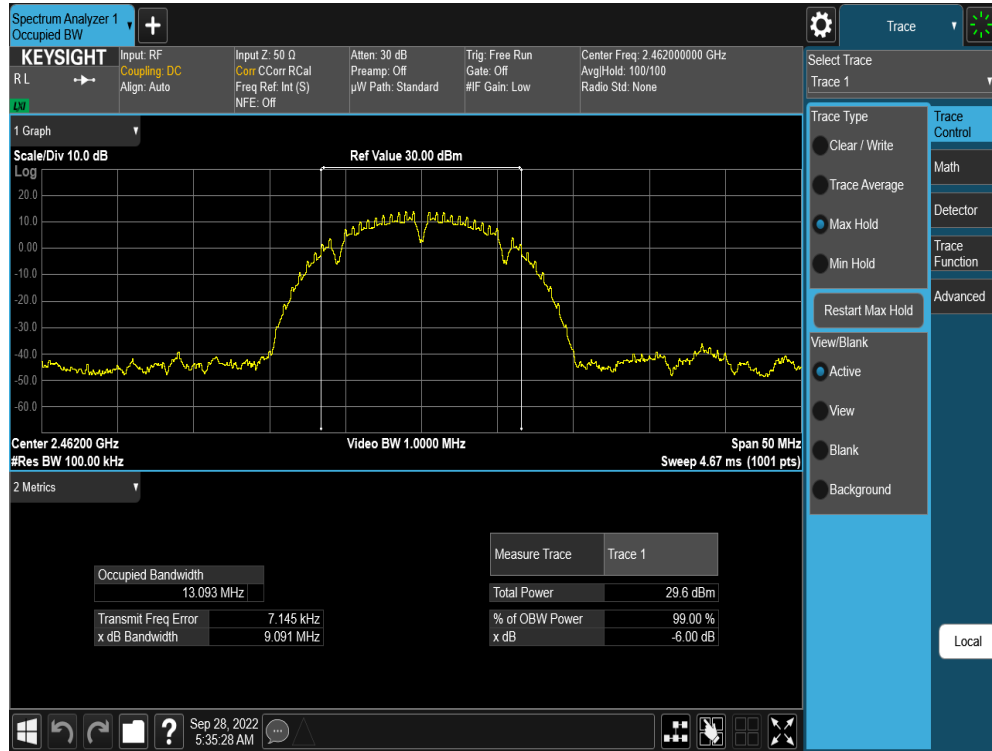 Spectrum Analyzer 1
Occupied BW
Trace
KEYSIGHT
R L
LXI
Input: RF
Coupling: DC
Align: Auto
Input Z: 50 Ω
Corr CCorr RCal
Freq Ref: Int (S)
NFE: Off
Atten: 30 dB
Preamp: Off
µW Path: Standard
Trig: Free Run
Gate: Off
#IF Gain: Low
Center Freq: 2.462000000 GHz
Avg|Hold: 100/100
Radio Std: None
Select Trace
Trace 1
1 Graph
Scale/Div 10.0 dB
Ref Value 30.00 dBm
Log
20.0
10.0
0.00
-10.0
-20.0
-30.0
-40.0
-50.0
-60.0
Center 2.46200 GHz
#Res BW 100.00 kHz
Video BW 1.0000 MHz
Span 50 MHz
Sweep 4.67 ms (1001 pts)
2 Metrics
Occupied Bandwidth
13.093 MHz
Transmit Freq Error 7.145 kHz
x dB Bandwidth 9.091 MHz
Measure Trace Trace 1
Total Power 29.6 dBm
% of OBW Power 99.00 %
x dB -6.00 dB
Trace Type
Clear / Write
Trace Average
Max Hold
Min Hold
Restart Max Hold
View/Blank
Active
View
Blank
Background
Trace
Control
Math
Detector
Trace
Function
Advanced
Local
?
Sep 28, 2022
5:35:28 AM